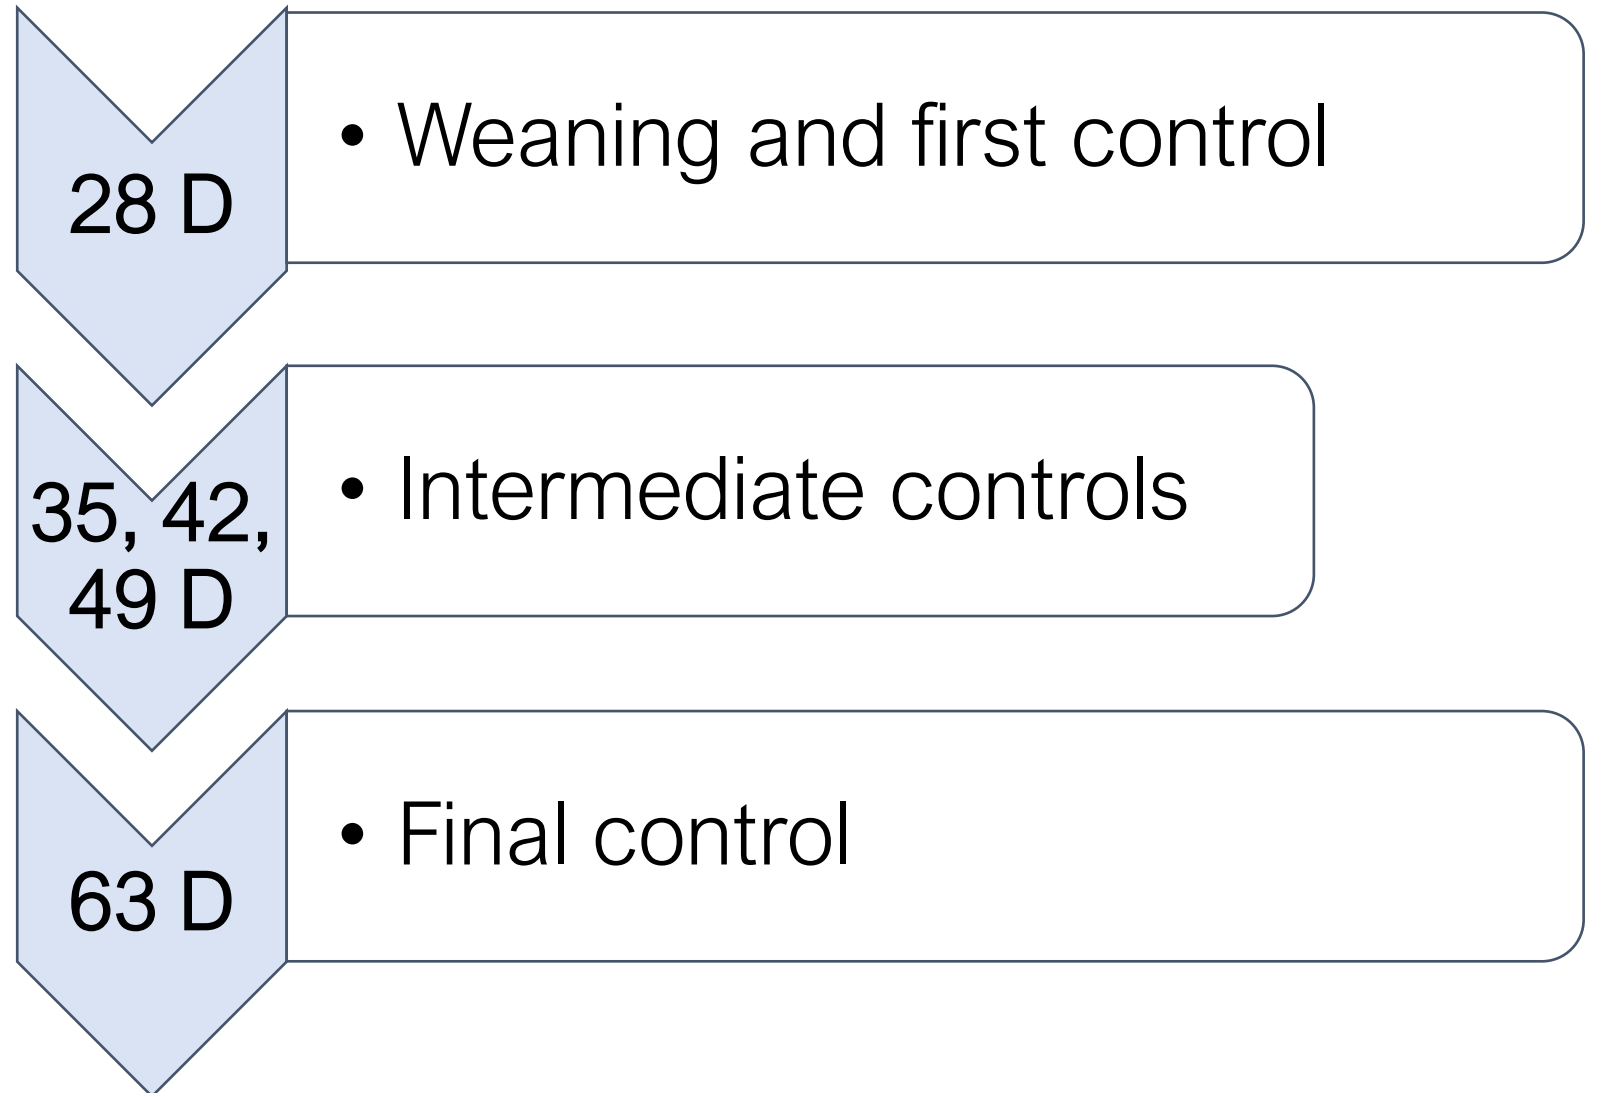 28 D
• Weaning and first control
35, 42,
49 D
• Intermediate controls
63 D
• Final control